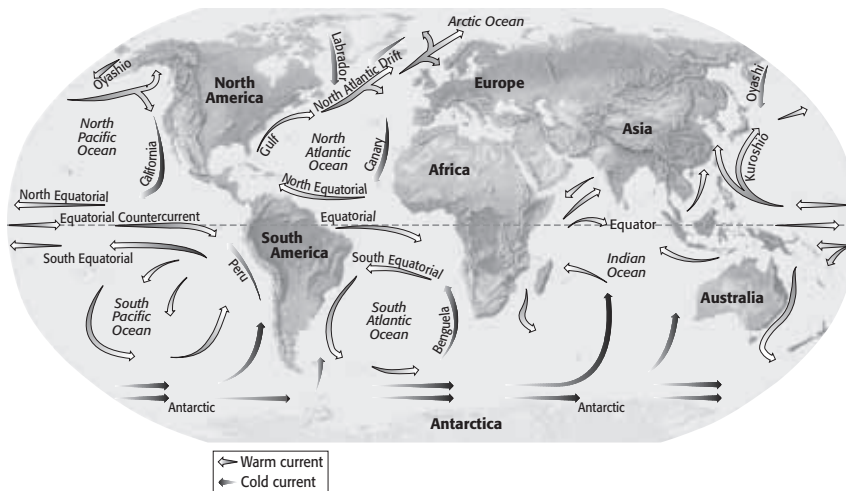 Arctic Ocean
Labrador
North Atlantic Drift
Oyashio
North
America
Europe
Oyashi
Asia
North
Pacific
Ocean
California
Gulf
North
Atlantic
Ocean
Canary
Africa
Kuroshio
North Equatorial
North Equatorial
Equatorial Countercurrent
Equatorial
Equator
South
America
South Equatorial
South Equatorial
Peru
Indian
Ocean
South
Pacific
Ocean
South
Atlantic
Ocean
Benguela
Australia
Antarctic
Antarctic
Antarctica
Warm current
Cold current